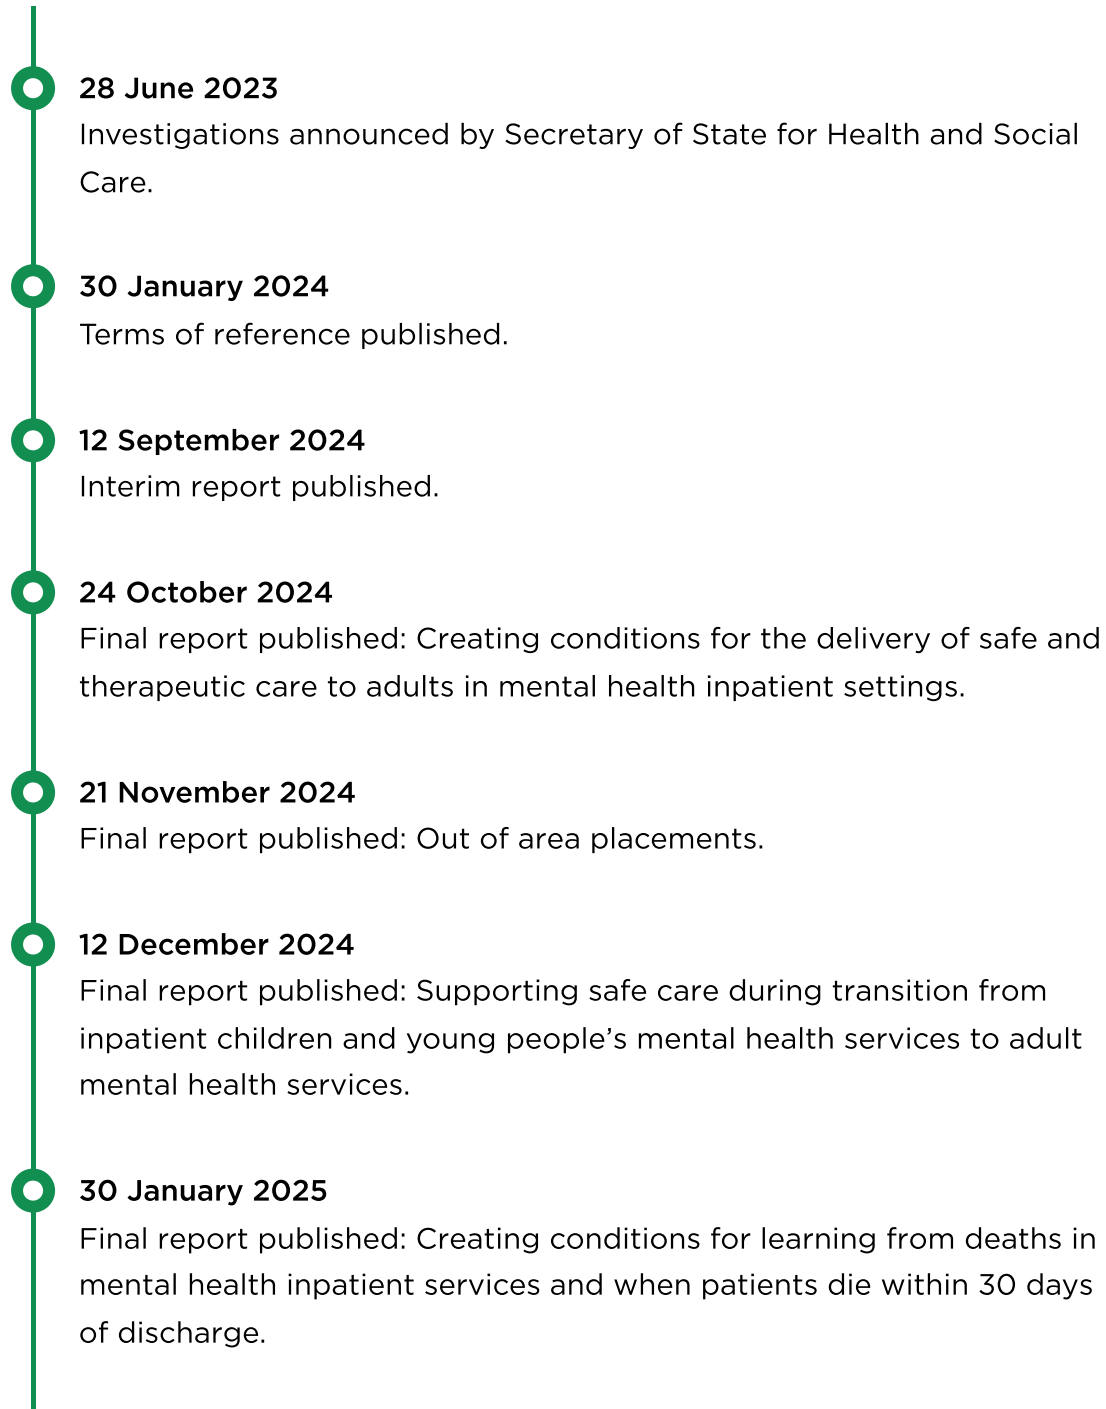 28 June 2023
Investigations announced by Secretary of State for Health and Social
Care.
30 January 2024
Terms of reference published.
12 September 2024
Interim report published.
24 October 2024
Final report published: Creating conditions for the delivery of safe and
therapeutic care to adults in mental health inpatient settings.
21 November 2024
Final report published: Out of area placements.
12 December 2024
Final report published: Supporting safe care during transition from
inpatient children and young people’s mental health services to adult
mental health services.
30 January 2025
Final report published: Creating conditions for learning from deaths in
mental health inpatient services and when patients die within 30 days
of discharge.